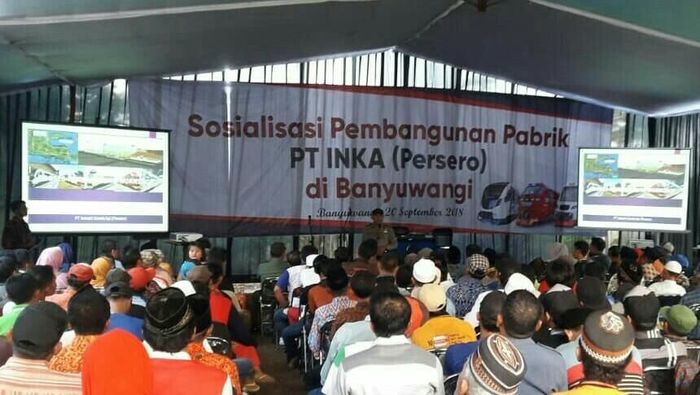 Sosialisasi Pembangunan Pabrik
PT INKA (Persero)
di Banyuwangi
Banyuwangi, 20 September 2018